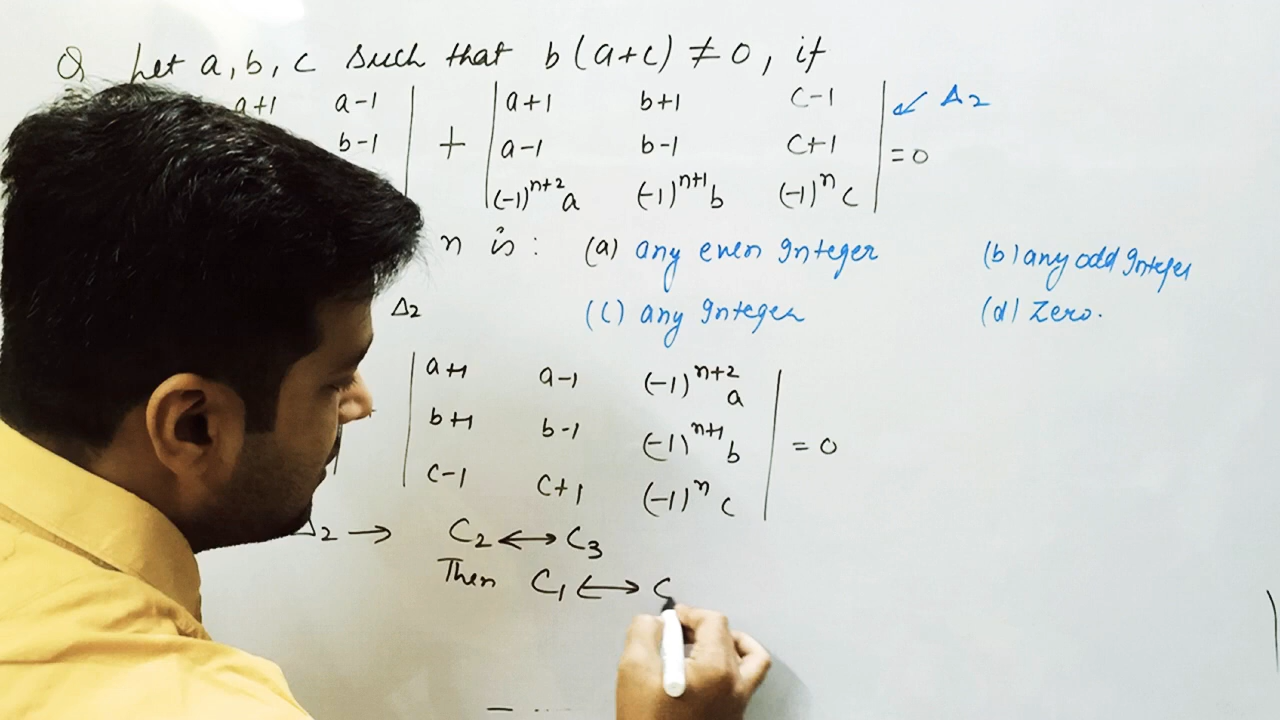 Q Let a, b, c such that b(a+c) ≠ 0, if
a+1 a-1 | + | a+1 b+1 c-1 | ↙ Δ2
b-1 a-1 b-1 c+1 = 0
(-1)^{n+2}a (-1)^{n+1}b (-1)^n c
n is : (a) any even Integer (b) any odd Integer
Δ2 (c) any Integer (d) Zero.
| a+1 a-1 (-1)^{n+2}a |
| b+1 b-1 (-1)^{n+1}b | = 0
| c-1 c+1 (-1)^n c |
Δ2 → C2 ↔ C3
Then C1 ↔ C